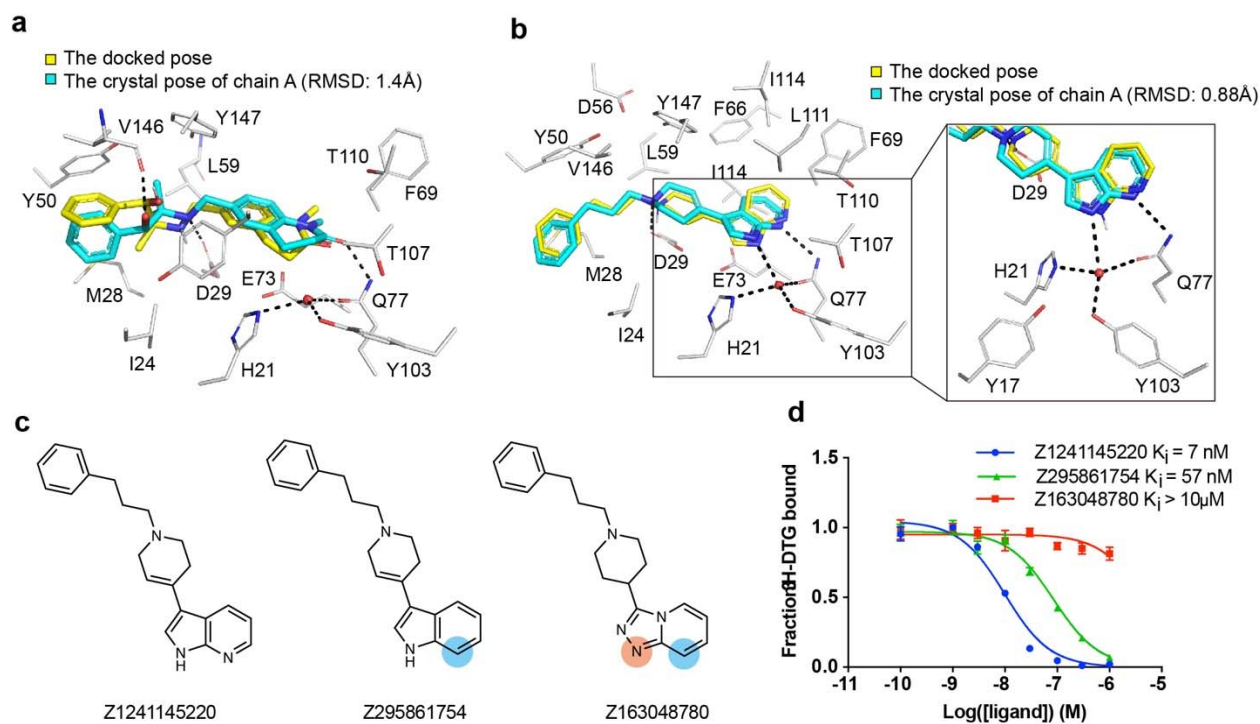 a
The docked pose
The crystal pose of chain A (RMSD: 1.4Å)
Y147
V146
Y50
L59
T110
F69
M28
D29
E73
T107
Q77
I24
H21
Y103
b
The docked pose
The crystal pose of chain A (RMSD: 0.88Å)
I114
D56
Y147
F66
L111
Y50
V146
L59
F69
I114
T110
M28
D29
E73
T107
Q77
I24
H21
Y103
D29
H21
Q77
Y17
Y103
c
N
N
H
N
Z1241145220
N
N
H
Z295861754
N
N
N
N
Z163048780
d
Z1241145220 Ki = 7 nM
Z295861754 Ki = 57 nM
Z163048780 Ki > 10µM
1.5
1.0
0.5
0.0
-11 -10 -9 -8 -7 -6 -5
Log([ligand]) (M)
H-DTG bound